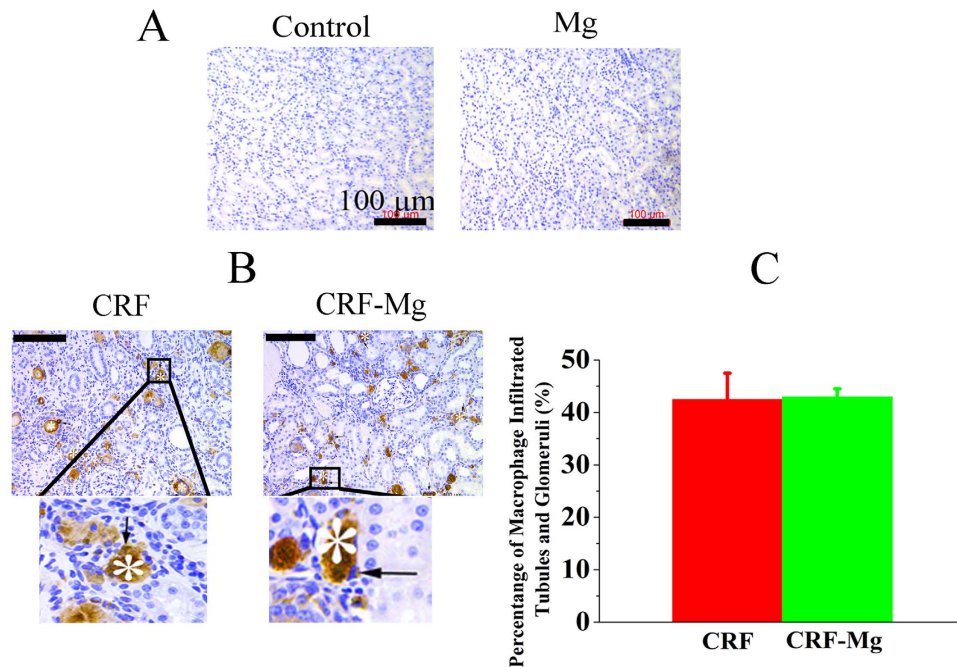 A
Control
Mg
100 µm
100 µm
100 µm
B
CRF
CRF-Mg
C
Percentange of Macrophage Infiltrated
Tubules and Glomeruli (%)
50
40
30
20
10
0
CRF
CRF-Mg